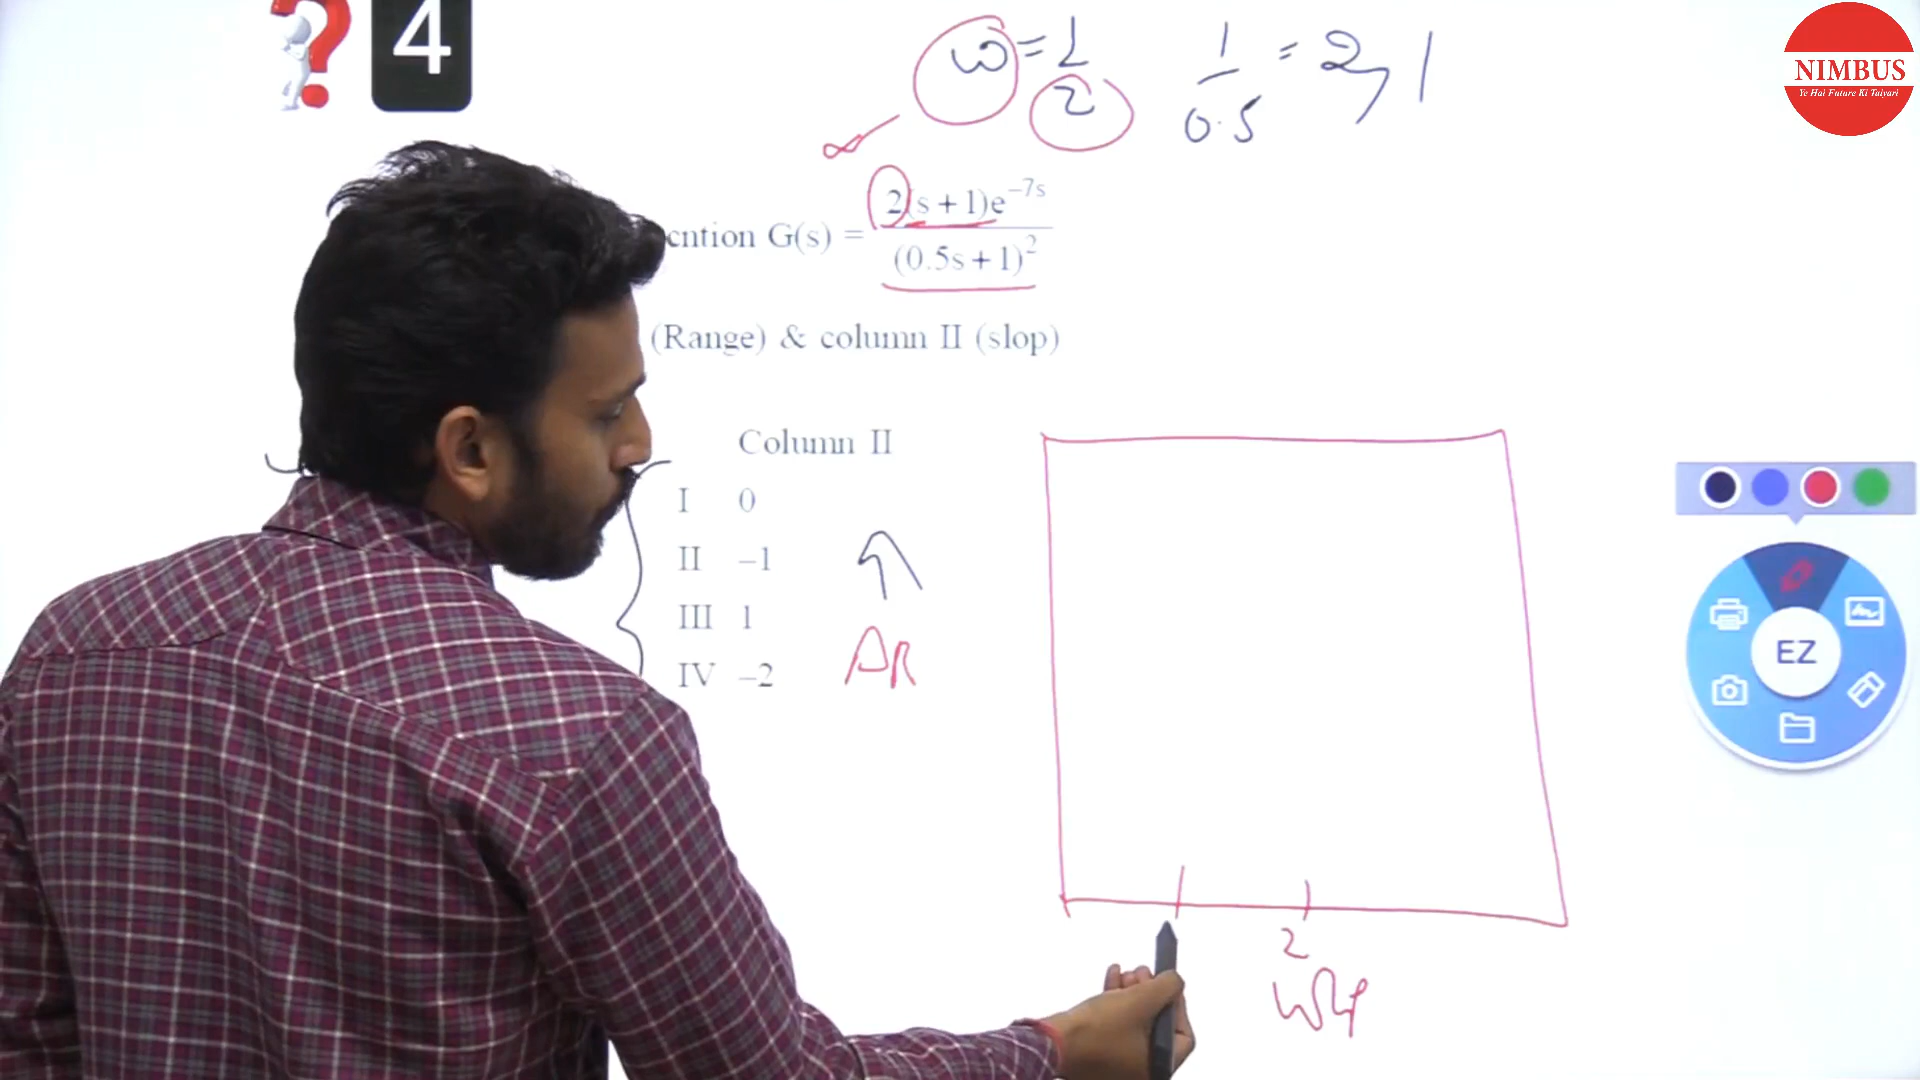 4
ω = 1/2 1/0.5 = 2, 1
NIMBUS
Ye Hai Future Ki Taiyari
∞
G(s) = 2(s+1)e^{-7s} / (0.5s+1)^2
(Range) & column II (slop)
Column II
I 0
II –1
III 1
IV –2
AR
2
EZ